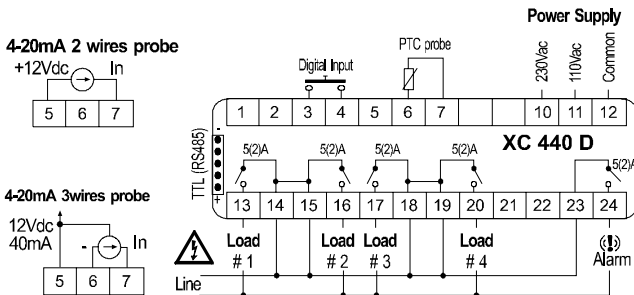 Power Supply
4-20mA 2 wires probe
+12Vdc In
5 6 7
Digital Input
PTC probe
230Vac
110Vac
Common
1 2 3 4 5 6 7 10 11 12
XC 440 D
TTL (RS485)
-
+
5(2)A 5(2)A 5(2)A 5(2)A 5(2)A
13 14 15 16 17 18 19 20 21 22 23 24
4-20mA 3wires probe
12Vdc
40mA
- In
5 6 7
Load Load Load Load
# 1 # 2 # 3 # 4
Alarm
Line